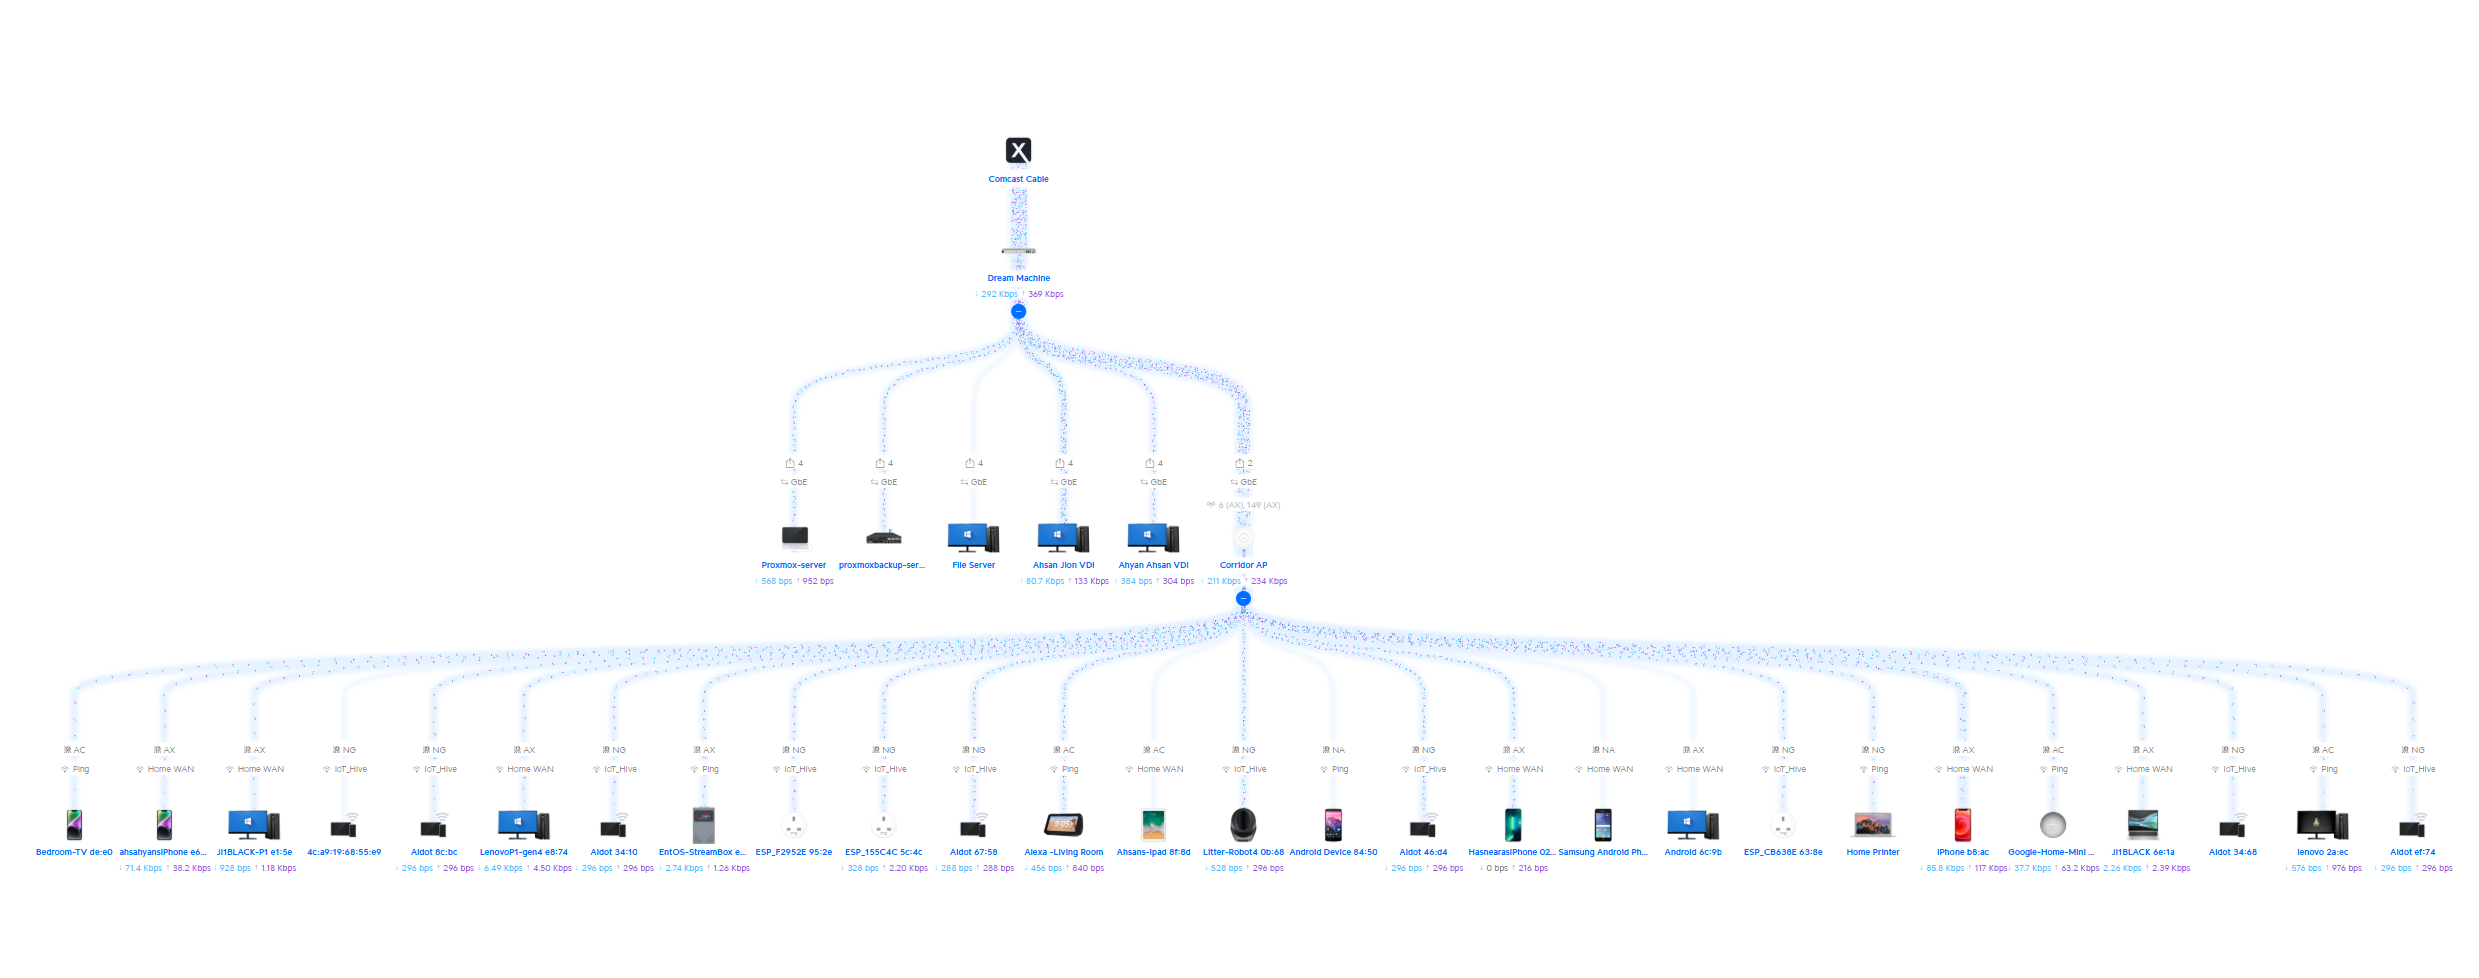 Comcast Cable
Dream Machine
↓ 292 Kbps ↑ 369 Kbps
4 4 4 4 4 2
GbE GbE GbE GbE GbE GbE
6 (AX), 149 (AX)
Proxmox-server proxmoxbackup-ser... File Server Ahsan Jion VDI Ahyan Ahsan VDI Corridor AP
↓ 568 bps ↑ 952 bps ↓ 80.7 Kbps ↑ 133 Kbps ↓ 384 bps ↑ 304 bps ↓ 211 Kbps ↑ 234 Kbps
AC AX AX NG NG AX NG AX NG NG NG AC AC NG NA NG AX NA AX NG NG AX AC AX NG AC NG
Ping Home WAN Home WAN IoT_Hive IoT_Hive Home WAN IoT_Hive Ping IoT_Hive IoT_Hive IoT_Hive Ping Home WAN IoT_Hive Ping IoT_Hive Home WAN Home WAN Home WAN IoT_Hive Ping Home WAN Ping Home WAN IoT_Hive Ping IoT_Hive
9:05
Bedroom-TV de:e0 ahsahyansiPhone e6... JI1BLACK-P1 e1:5e 4c:a9:19:68:55:e9 Aidot 8c:bc LenovoP1-gen4 e8:74 Aidot 34:10 EntOS-StreamBox e... ESP_F2952E 95:2e ESP_155C4C 5c:4c Aidot 67:58 Alexa -Living Room Ahsans-Ipad 8f:8d Litter-Robot4 0b:68 Android Device 84:50 Aidot 46:d4 HasnearasiPhone 02... Samsung Android Ph... Android 6c:9b ESP_CB638E 63:8e Home Printer iPhone b8:ac Google-Home-Mini ... JI1BLACK 6e:1a Aidot 34:68 lenovo 2a:ec Aidot ef:74
↓ 71.4 Kbps ↑ 38.2 Kbps ↓ 928 bps ↑ 1.18 Kbps ↓ 296 bps ↑ 296 bps ↓ 6.49 Kbps ↑ 4.50 Kbps ↓ 296 bps ↑ 296 bps ↓ 2.74 Kbps ↑ 1.26 Kbps ↓ 328 bps ↑ 2.20 Kbps ↓ 288 bps ↑ 288 bps ↓ 456 bps ↑ 840 bps ↓ 528 bps ↑ 296 bps ↓ 296 bps ↑ 296 bps ↓ 0 bps ↑ 216 bps ↓ 85.8 Kbps ↑ 117 Kbps ↓ 37.7 Kbps ↑ 63.2 Kbps 2.26 Kbps ↑ 2.39 Kbps ↓ 576 bps ↑ 976 bps ↓ 296 bps ↑ 296 bps